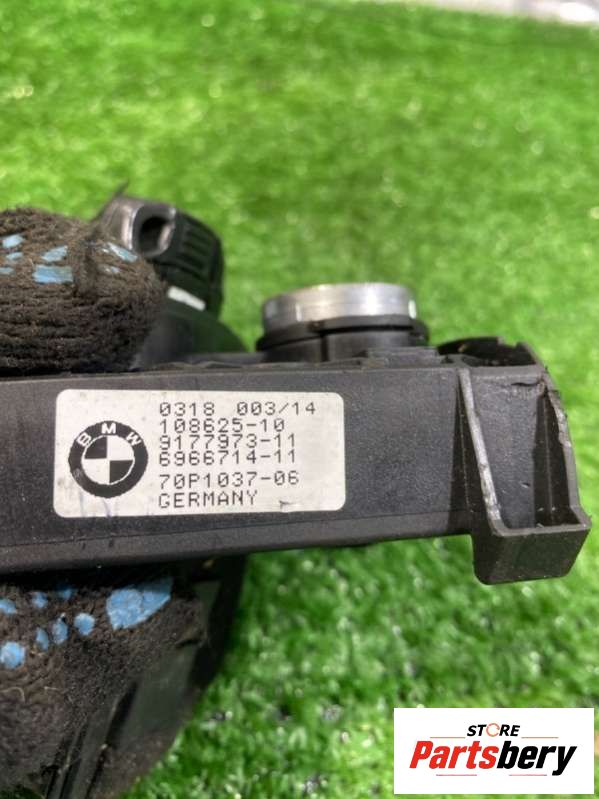 0318 003/14
108625-10
9177973-11
6966714-11
70P1037-06
GERMANY
BMW
STORE
Partsbery